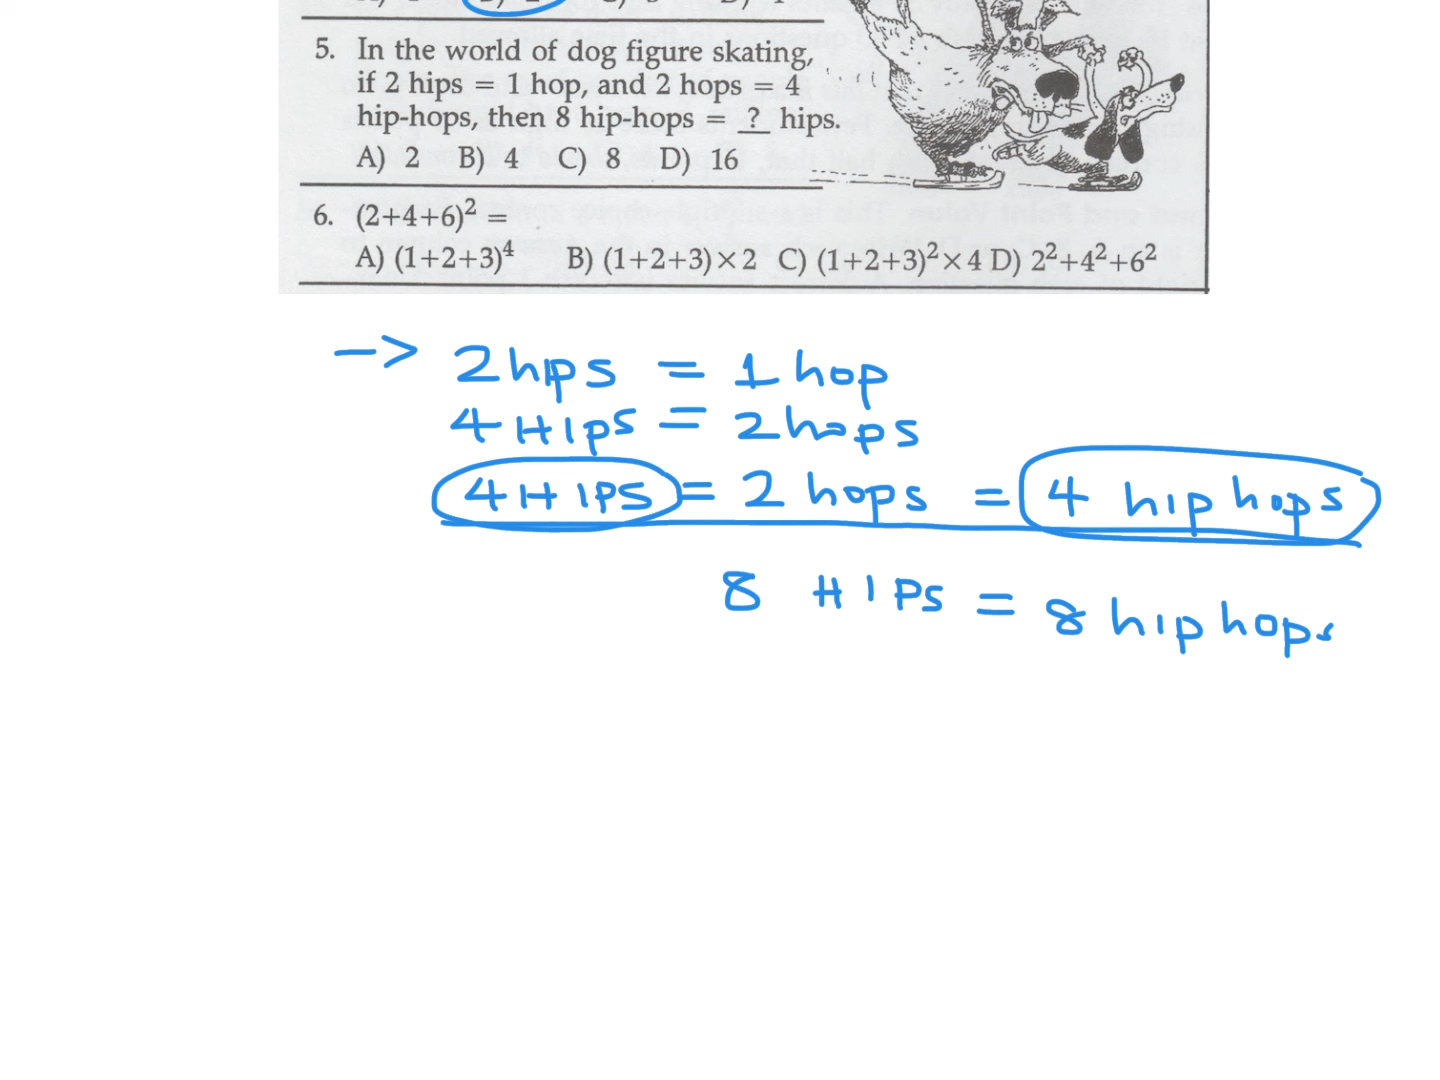 5. In the world of dog figure skating,
if 2 hips = 1 hop, and 2 hops = 4
hip-hops, then 8 hip-hops = ? hips.
A) 2 B) 4 C) 8 D) 16
6. (2+4+6)² =
A) (1+2+3)⁴ B) (1+2+3)×2 C) (1+2+3)²×4 D) 2²+4²+6²
-> 2hips = 1 hop
4 HIps = 2hops
4 HIPS = 2 hops = 4 hip hops
8 HIPS = 8 hip hops